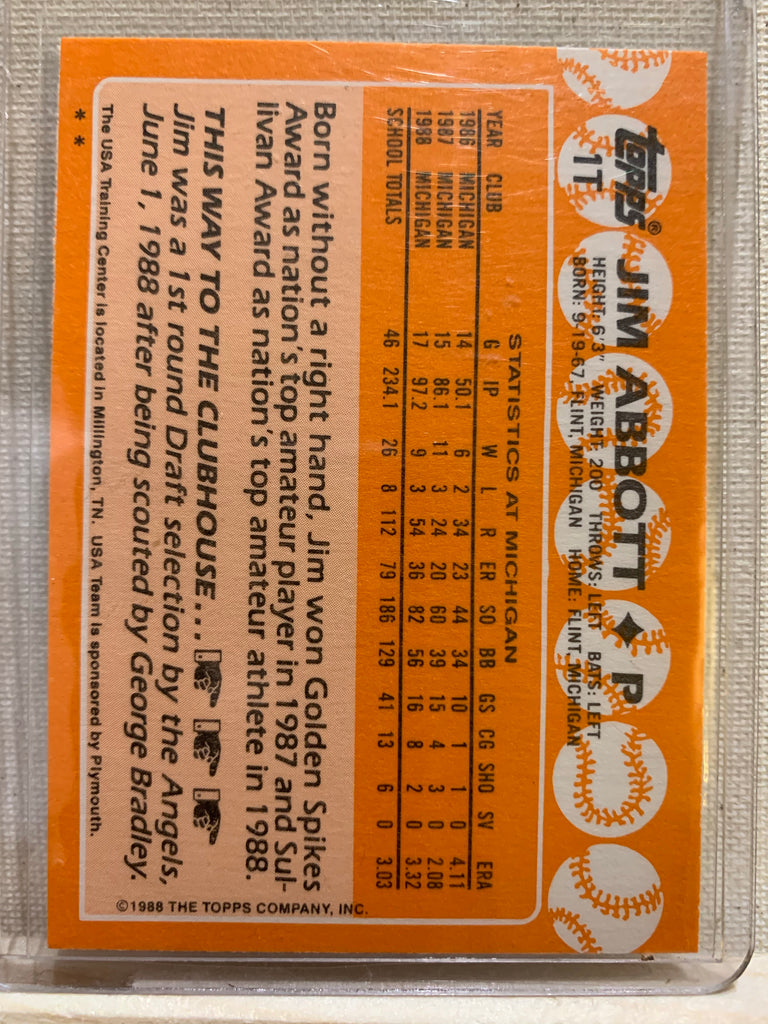 Topps®
1T
JIM ABBOTT ♦ P
HEIGHT: 6'3" WEIGHT: 200 THROWS: LEFT BATS: LEFT
BORN: 9-19-67, FLINT, MICHIGAN HOME: FLINT, MICHIGAN
STATISTICS AT MICHIGAN
YEAR CLUB G IP W L R ER SO BB GS CG SHO SV ERA
1986 MICHIGAN 14 50.1 6 2 34 23 44 34 10 1 1 0 4.11
1987 MICHIGAN 15 86.1 11 3 24 20 60 39 15 4 3 0 2.08
1988 MICHIGAN 17 97.2 9 3 54 36 82 56 16 8 2 0 3.32
SCHOOL TOTALS 46 234.1 26 8 112 79 186 129 41 13 6 0 3.03
Born without a right hand, Jim won Golden Spikes
Award as nation's top amateur player in 1987 and Sul-
livan Award as nation's top amateur athlete in 1988.
THIS WAY TO THE CLUBHOUSE...
Jim was a 1st round Draft selection by the Angels,
June 1, 1988 after being scouted by George Bradley.
©1988 THE TOPPS COMPANY, INC.
The USA Training Center is located in Millington, TN. USA Team is sponsored by Plymouth.
**